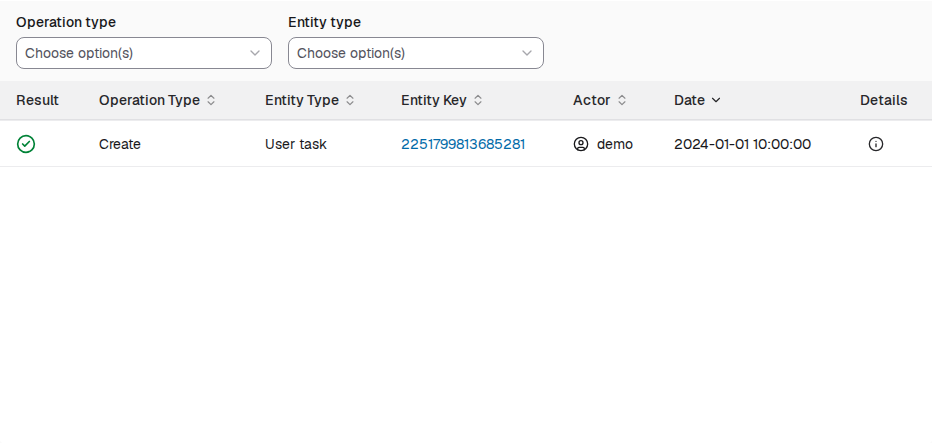 Operation type Entity type
Choose option(s) Choose option(s)
Result Operation Type Entity Type Entity Key Actor Date Details
Create User task 2251799813685281 demo 2024-01-01 10:00:00